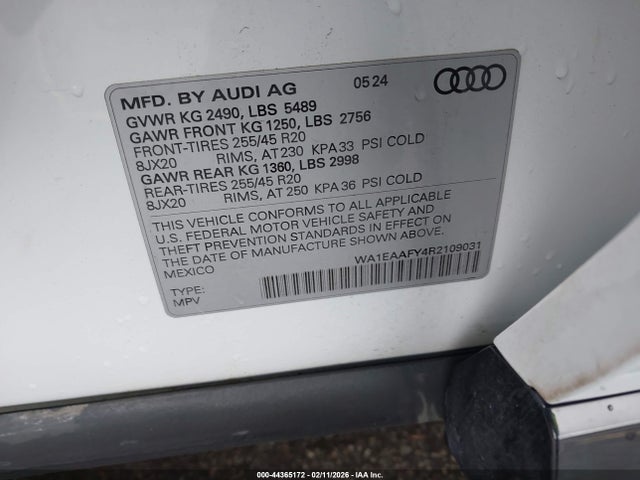 MFD. BY AUDI AG 05 24
GVWR KG 2490, LBS 5489
GAWR FRONT KG 1250, LBS 2756
FRONT-TIRES 255/45 R20
8JX20 RIMS, AT 230 KPA 33 PSI COLD
GAWR REAR KG 1360, LBS 2998
REAR-TIRES 255/45 R20
8JX20 RIMS, AT 250 KPA 36 PSI COLD
THIS VEHICLE CONFORMS TO ALL APPLICABLE
U.S. FEDERAL MOTOR VEHICLE SAFETY AND
THEFT PREVENTION STANDARDS IN EFFECT ON
THE DATE OF MANUFACTURE SHOWN ABOVE.
MEXICO
WA1EAAFY4R2109031
TYPE:
MPV
000-44365172 - 02/11/2026 - IAA Inc.